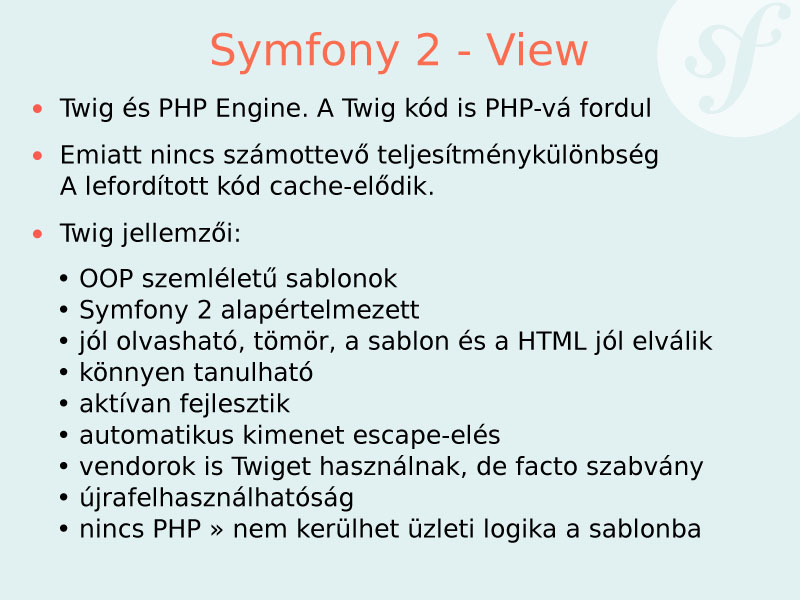 Symfony 2 - View
• Twig és PHP Engine. A Twig kód is PHP-vá fordul
• Emiatt nincs számottevő teljesítménykülönbség
A lefordított kód cache-elődik.
• Twig jellemzői:
• OOP szemléletű sablonok
• Symfony 2 alapértelmezett
• jól olvasható, tömör, a sablon és a HTML jól elválik
• könnyen tanulható
• aktívan fejlesztik
• automatikus kimenet escape-elés
• vendorok is Twiget használnak, de facto szabvány
• újrafelhasználhatóság
• nincs PHP » nem kerülhet üzleti logika a sablonba